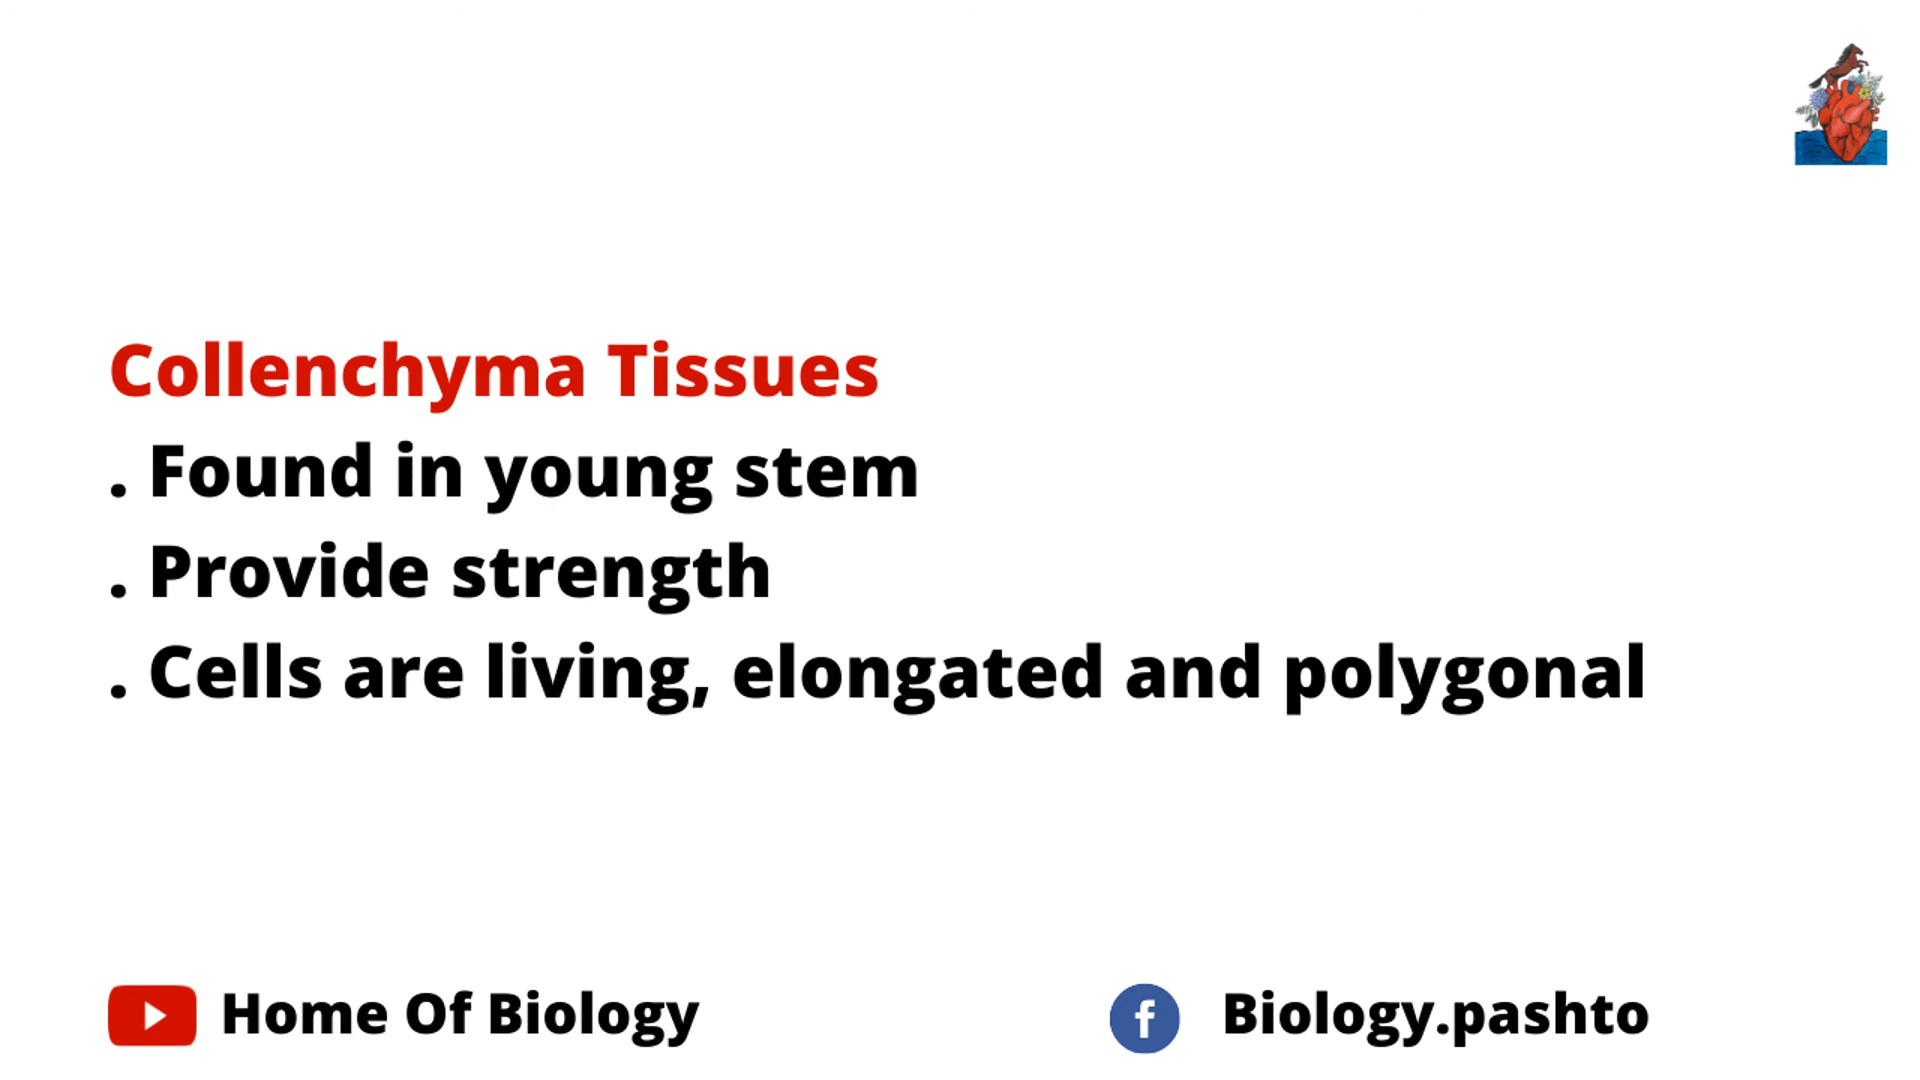 Collenchyma Tissues
. Found in young stem
. Provide strength
. Cells are living, elongated and polygonal
Home Of Biology
Biology.pashto